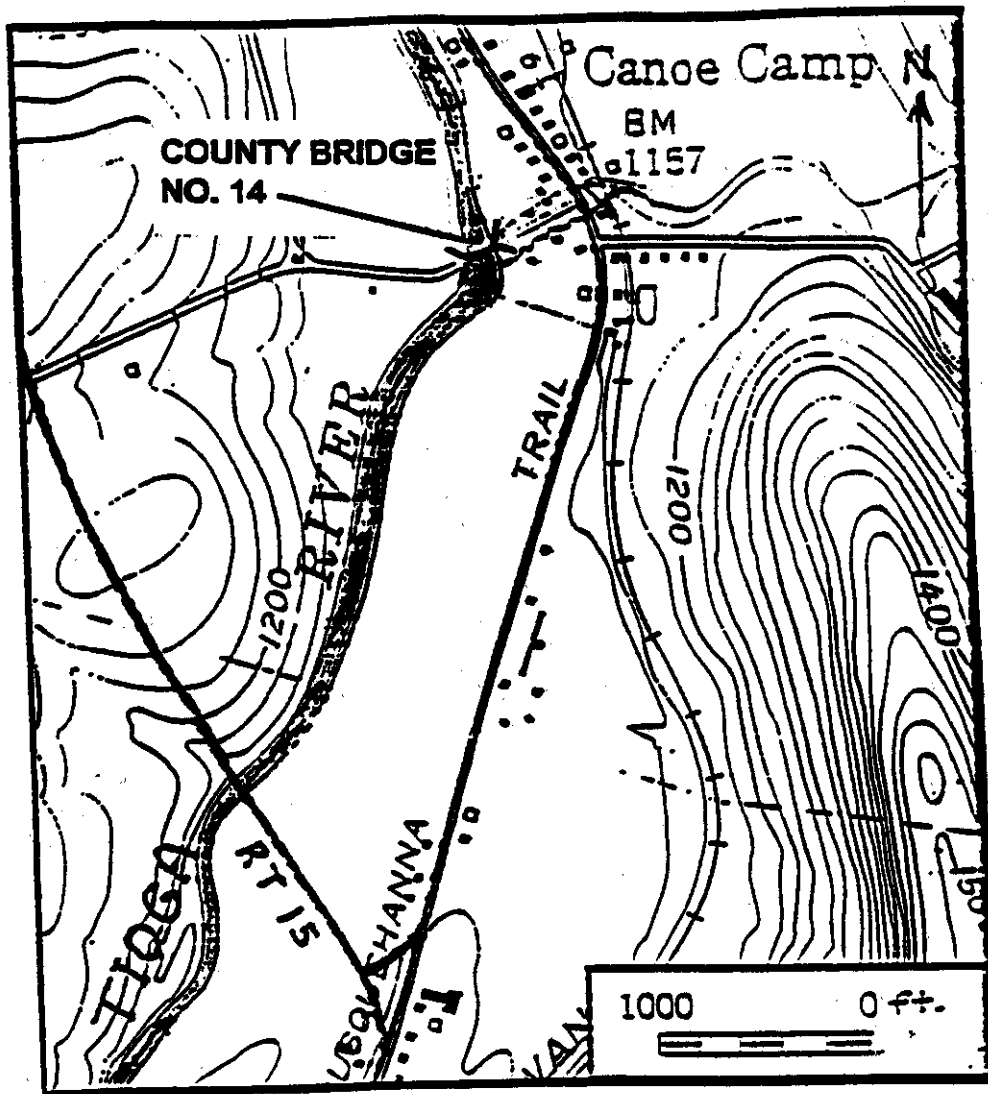 Canoe Camp
N
BM
1157
COUNTY BRIDGE
NO. 14
TRAIL
RIVER
1200
1200
1400
RT 15
TIOGA
1000 0 ft.